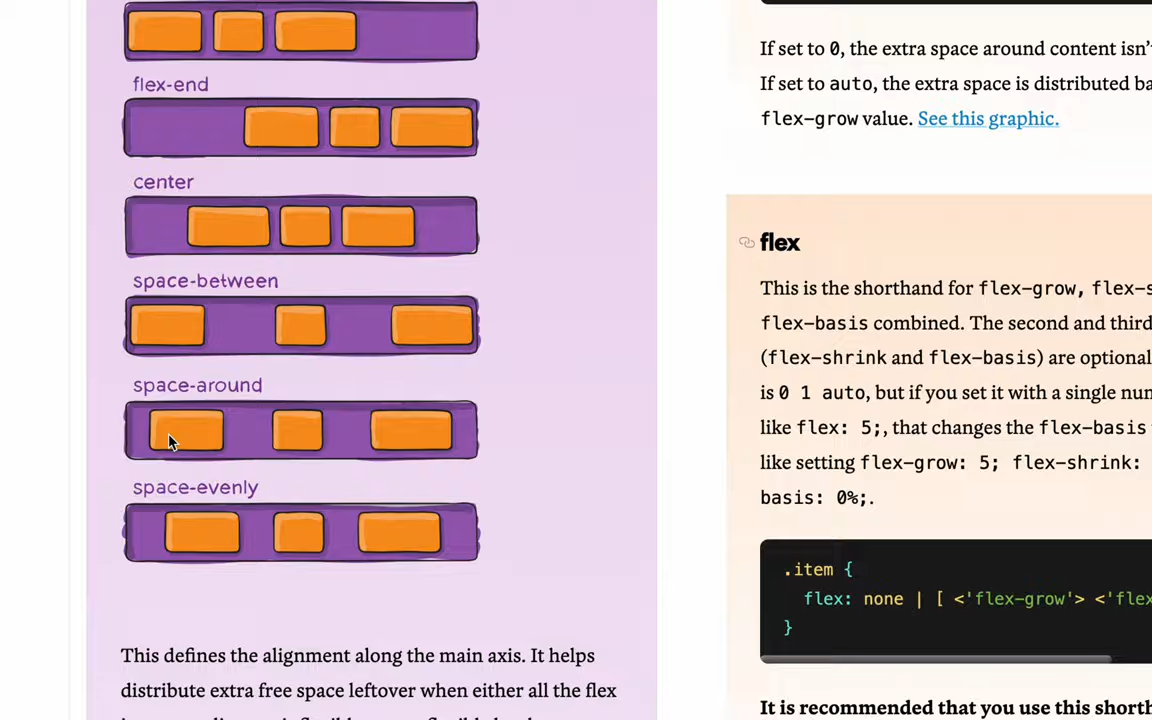 flex-end
center
space-between
space-around
space-evenly
This defines the alignment along the main axis. It helps
distribute extra free space leftover when either all the flex
If set to 0, the extra space around content isn't
If set to auto, the extra space is distributed ba
flex-grow value. See this graphic.
flex
This is the shorthand for flex-grow, flex-s
flex-basis combined. The second and third
(flex-shrink and flex-basis) are optional
is 0 1 auto, but if you set it with a single num
like flex: 5;, that changes the flex-basis
like setting flex-grow: 5; flex-shrink:
basis: 0%;.
.item {
flex: none | [ <'flex-grow'> <'flex
}
It is recommended that you use this shorth